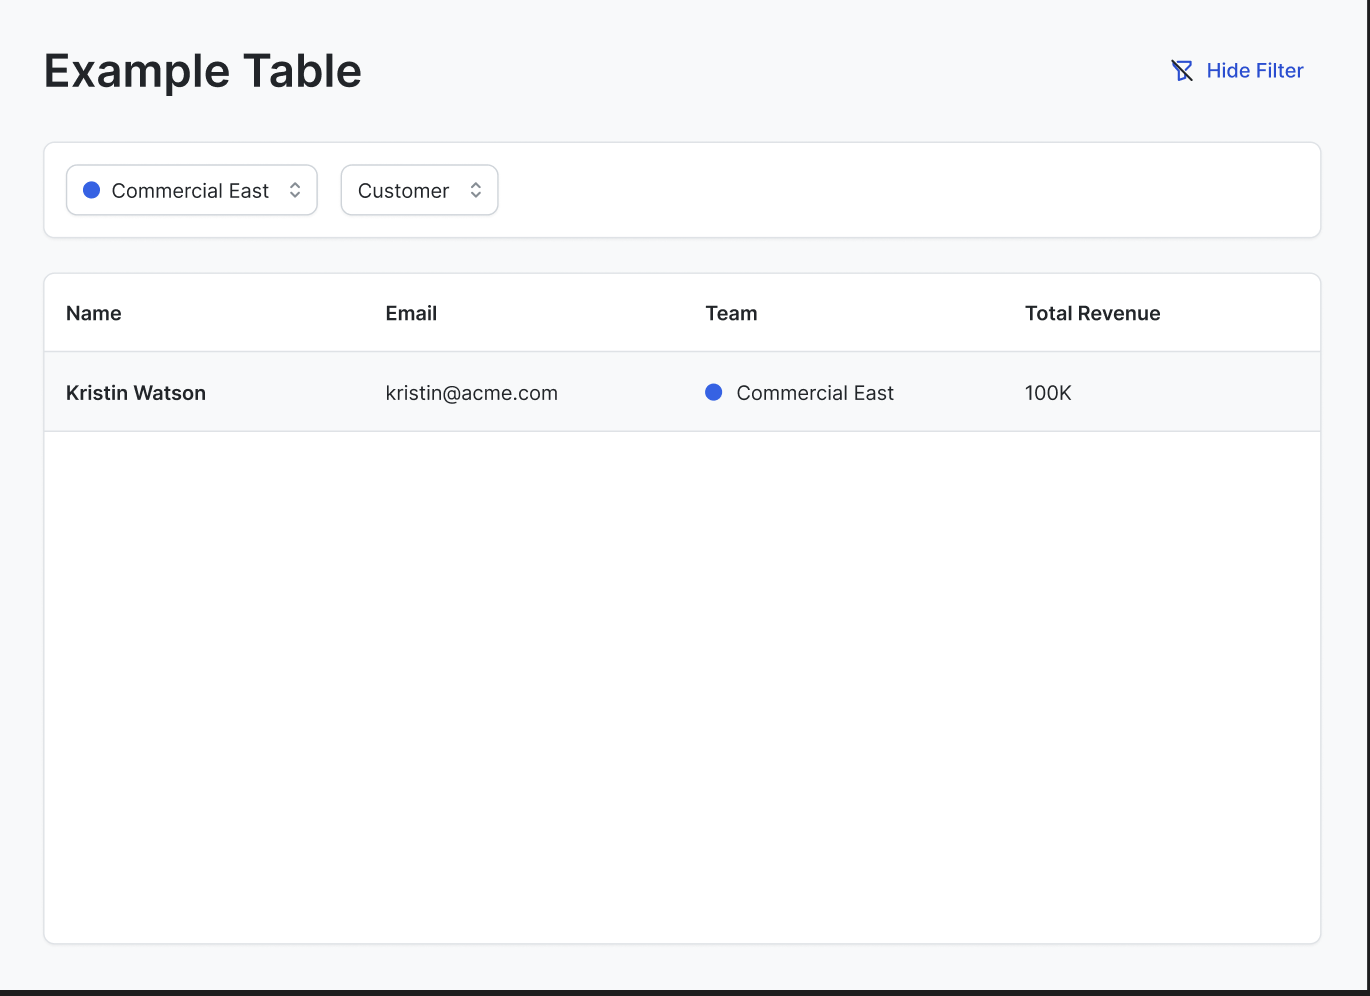 Example Table
Hide Filter
Commercial East
Customer
Name Email Team Total Revenue
Kristin Watson kristin@acme.com Commercial East 100K